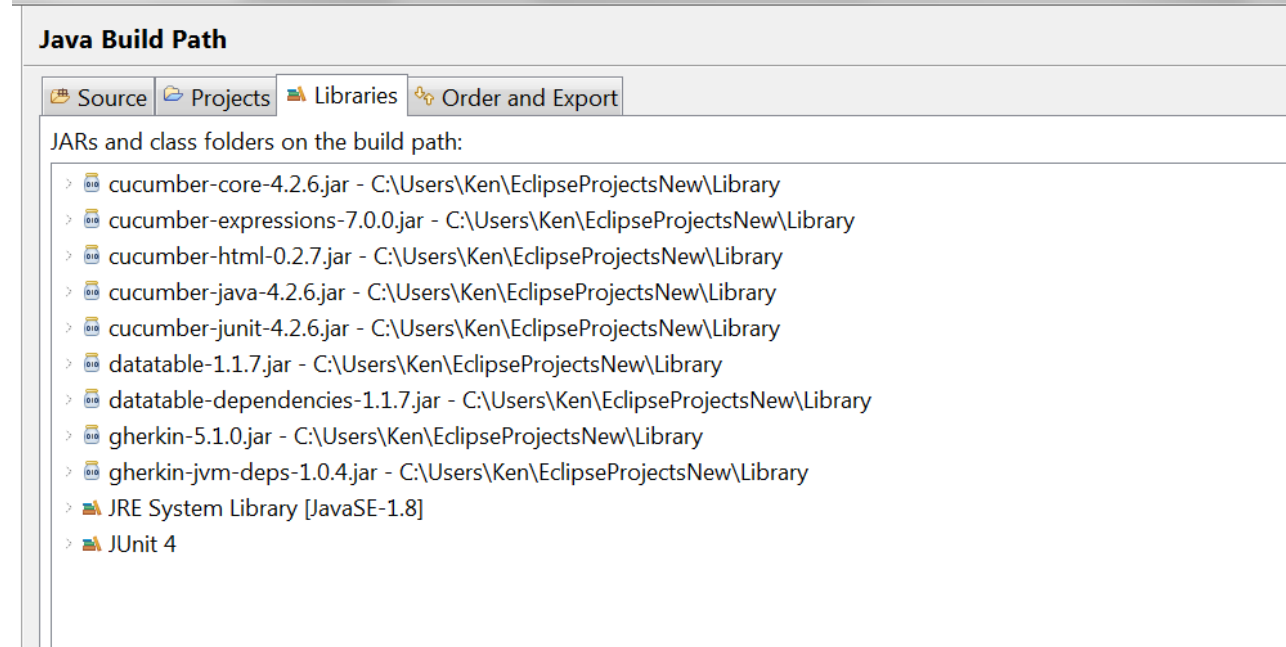 Java Build Path
Source Projects Libraries Order and Export
JARs and class folders on the build path:
cucumber-core-4.2.6.jar - C:\Users\Ken\EclipseProjectsNew\Library
cucumber-expressions-7.0.0.jar - C:\Users\Ken\EclipseProjectsNew\Library
cucumber-html-0.2.7.jar - C:\Users\Ken\EclipseProjectsNew\Library
cucumber-java-4.2.6.jar - C:\Users\Ken\EclipseProjectsNew\Library
cucumber-junit-4.2.6.jar - C:\Users\Ken\EclipseProjectsNew\Library
datatable-1.1.7.jar - C:\Users\Ken\EclipseProjectsNew\Library
datatable-dependencies-1.1.7.jar - C:\Users\Ken\EclipseProjectsNew\Library
gherkin-5.1.0.jar - C:\Users\Ken\EclipseProjectsNew\Library
gherkin-jvm-deps-1.0.4.jar - C:\Users\Ken\EclipseProjectsNew\Library
JRE System Library [JavaSE-1.8]
JUnit 4